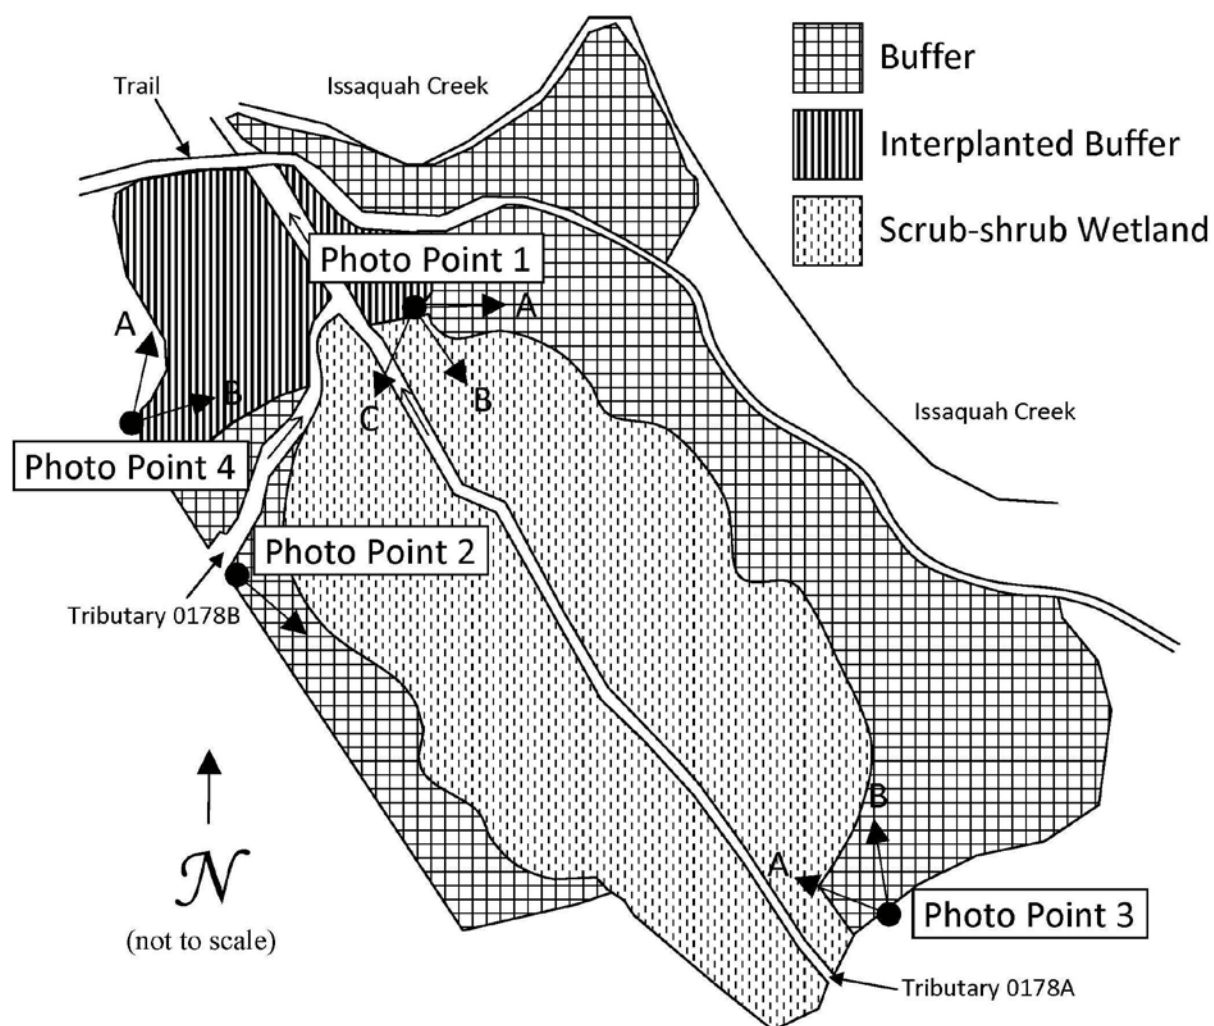 Trail
Issaquah Creek
Buffer
Interplanted Buffer
Scrub-shrub Wetland
Photo Point 1
A
B
C
A
B
Photo Point 4
Issaquah Creek
Photo Point 2
Tributary 0178B
N
(not to scale)
B
A
Photo Point 3
Tributary 0178A